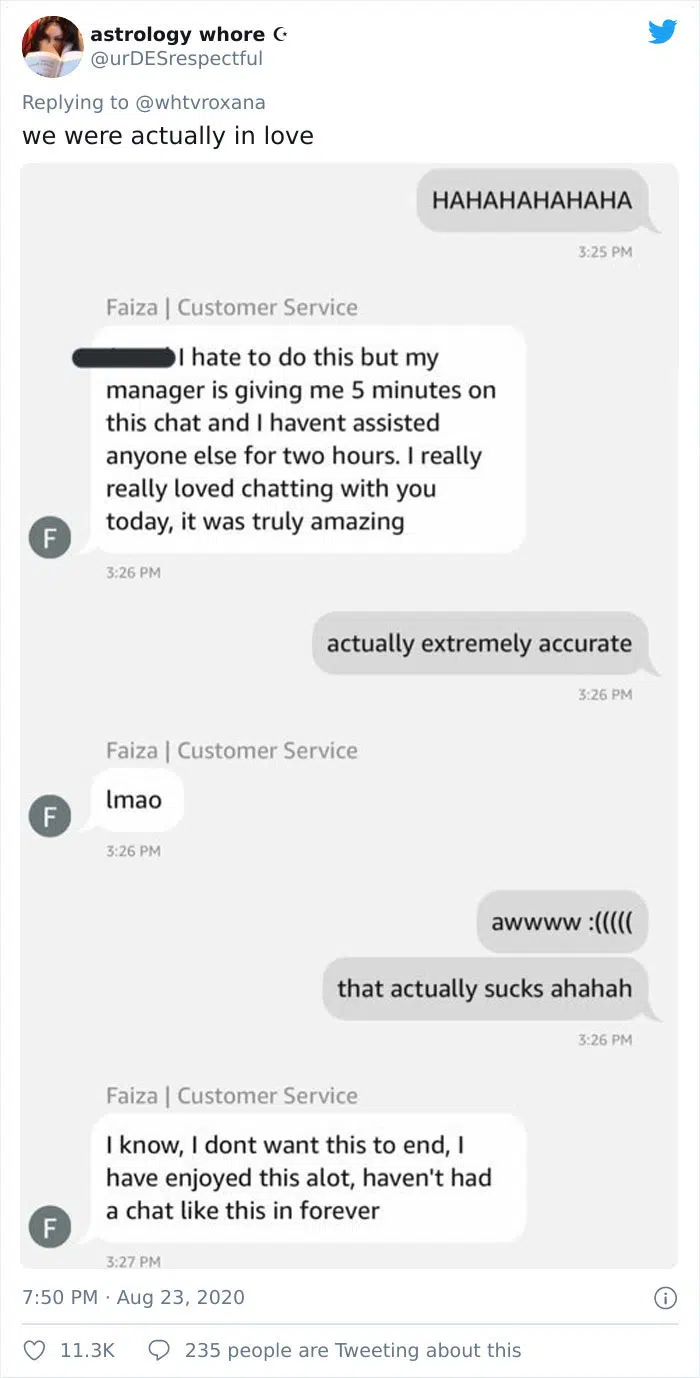 astrology whore ☪
@urDESrespectful
Replying to @whtvroxana
we were actually in love
HAHAHAHAHAHA
3:25 PM
Faiza | Customer Service
I hate to do this but my
manager is giving me 5 minutes on
this chat and I havent assisted
anyone else for two hours. I really
really loved chatting with you
today, it was truly amazing
F
3:26 PM
actually extremely accurate
3:26 PM
Faiza | Customer Service
lmao
F
3:26 PM
awwww :(((((
that actually sucks ahahah
3:26 PM
Faiza | Customer Service
I know, I dont want this to end, I
have enjoyed this alot, haven't had
a chat like this in forever
F
3:27 PM
7:50 PM · Aug 23, 2020
11.3K 235 people are Tweeting about this